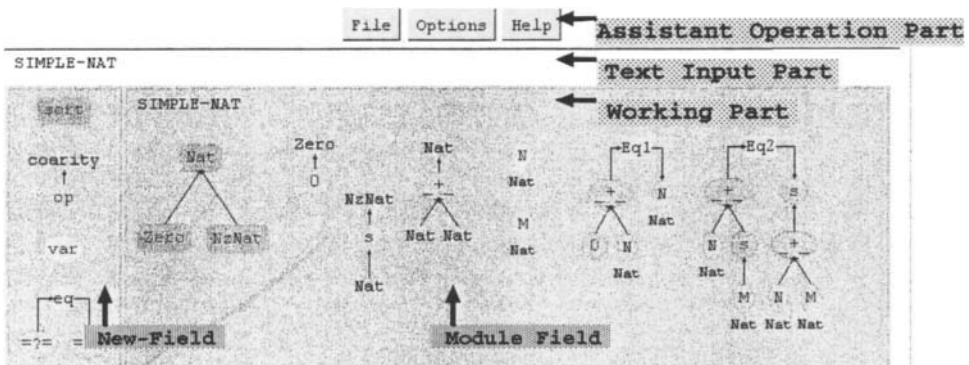 File Options Help Assistant Operation Part
Text Input Part
SIMPLE-NAT
Working Part
sort SIMPLE-NAT
Zero Nat N Eq1 Eq2
coarity Nat
op 0 + Nat + N + s
NzNat Nat
var Zero NzNat s Nat Nat M 0 N N s +
Nat Nat Nat
Nat
eq M N M
Nat Nat Nat
=?= = New-Field Module Field